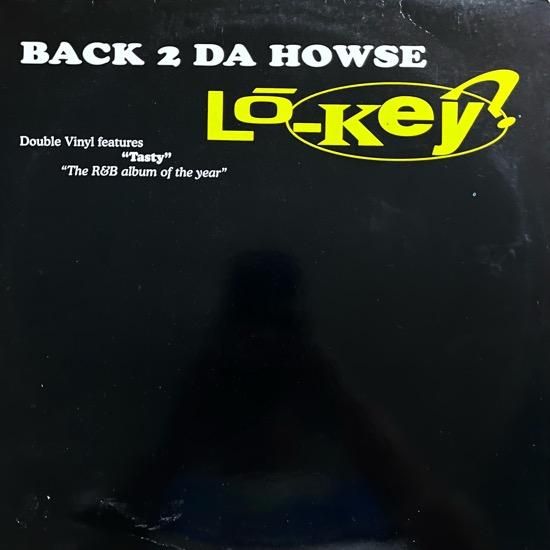 BACK 2 DA HOWSE
Lō-Key?
Double Vinyl features
“Tasty”
“The R&B album of the year”